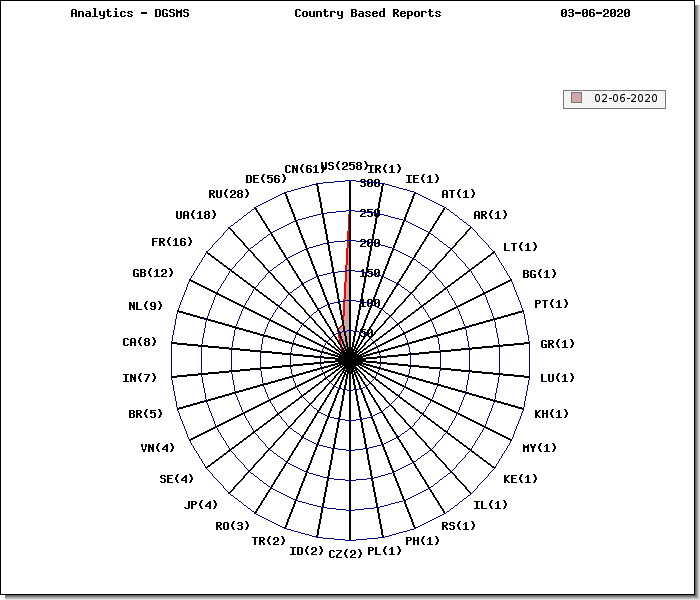 Analytics - DGSMS Country Based Reports 03-06-2020
02-06-2020
US(258)
CN(61) IR(1)
DE(56) IE(1)
300
RU(28) AT(1)
UA(18) 250 AR(1)
FR(16) 200 LT(1)
GB(12) 150 BG(1)
NL(9) 100 PT(1)
50
CA(8) GR(1)
IN(7) LU(1)
BR(5) KH(1)
VN(4) MY(1)
SE(4) KE(1)
JP(4) IL(1)
RO(3) RS(1)
TR(2) PH(1)
ID(2) CZ(2) PL(1)